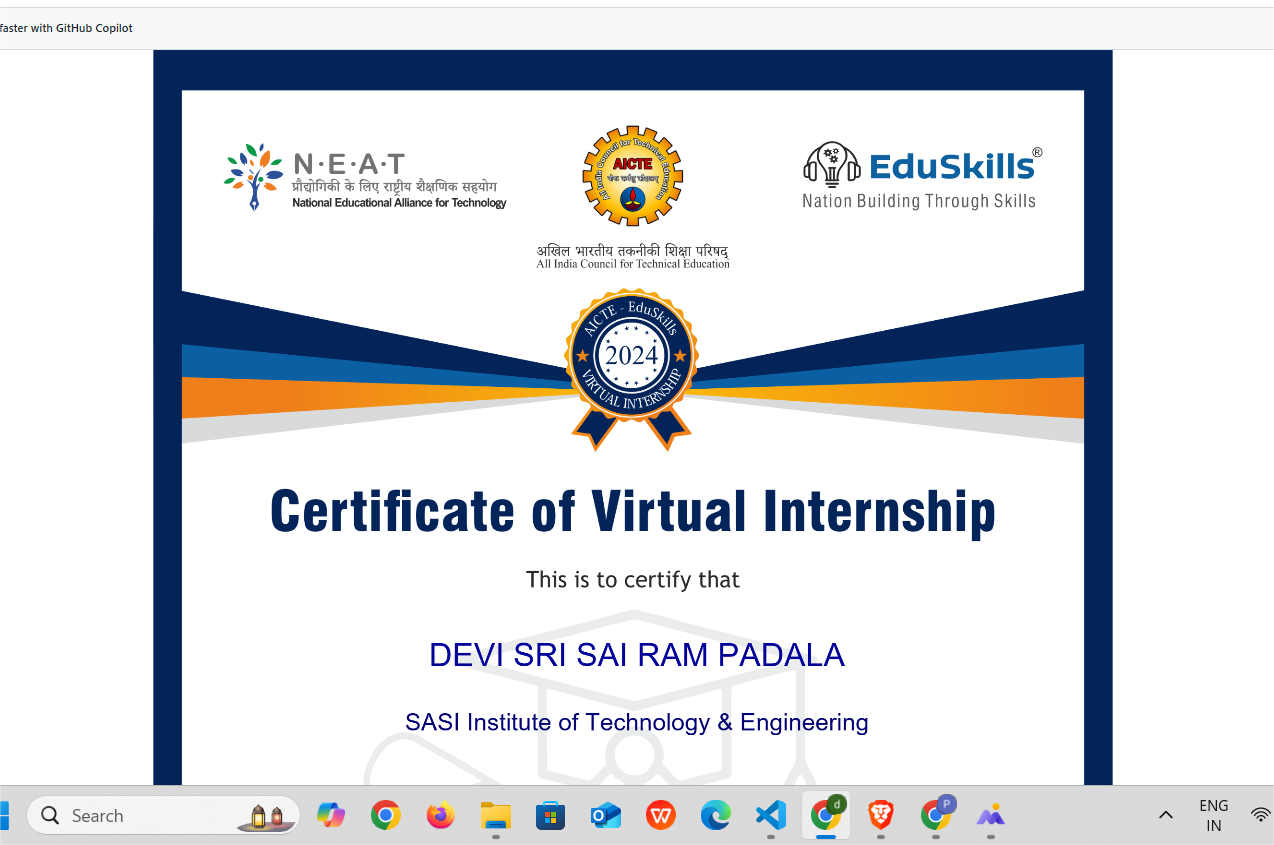 faster with GitHub Copilot
N·E·A·T
प्रौद्योगिकी के लिए राष्ट्रीय शैक्षणिक सहयोग
National Educational Alliance for Technology
All India Council for Technical Education
AICTE
EduSkills®
Nation Building Through Skills
अखिल भारतीय तकनीकी शिक्षा परिषद्
All India Council for Technical Education
AICTE - EduSkills
2024
VIRTUAL INTERNSHIP
Certificate of Virtual Internship
This is to certify that
DEVI SRI SAI RAM PADALA
SASI Institute of Technology & Engineering
Search
d
P
ENG
IN